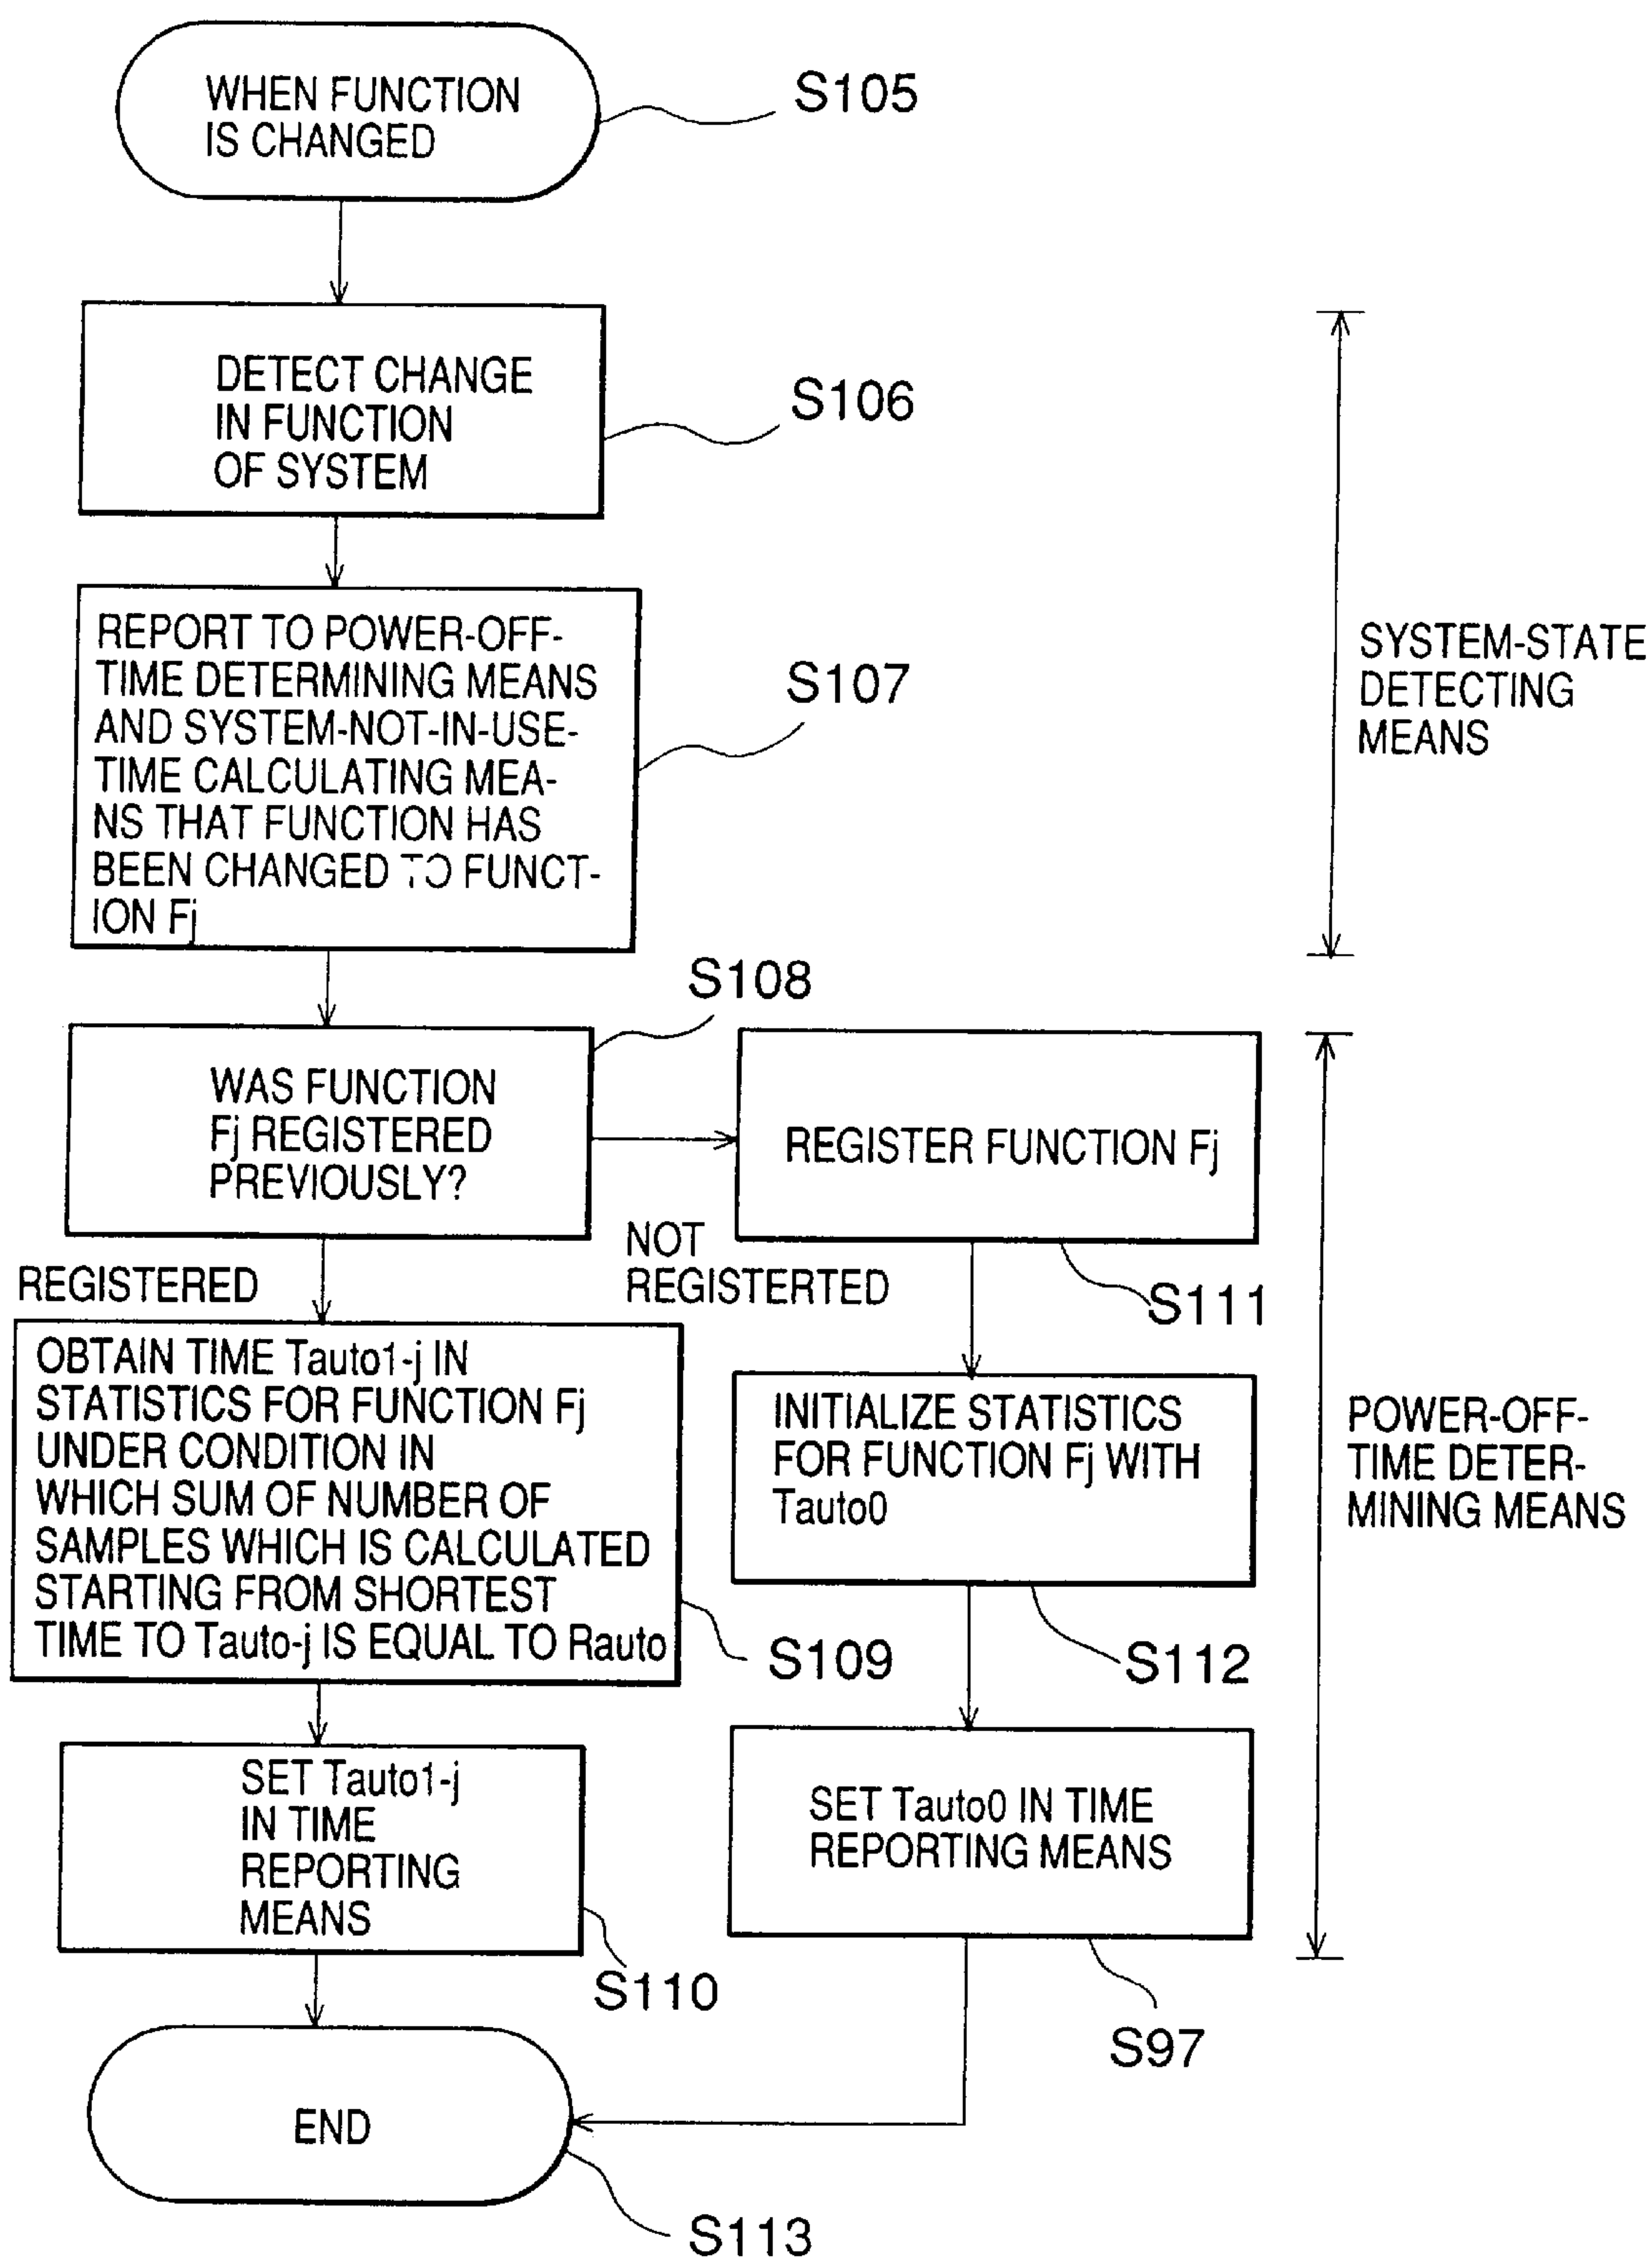 WHEN FUNCTION
IS CHANGED
S105
DETECT CHANGE
IN FUNCTION
OF SYSTEM
S106
REPORT TO POWER-OFF-
TIME DETERMINING MEANS
AND SYSTEM-NOT-IN-USE-
TIME CALCULATING MEA-
NS THAT FUNCTION HAS
BEEN CHANGED TO FUNCT-
ION Fj
S107
SYSTEM-STATE
DETECTING
MEANS
S108
WAS FUNCTION
Fj REGISTERED
PREVIOUSLY?
REGISTER FUNCTION Fj
REGISTERED
NOT
REGISTERTED
S111
OBTAIN TIME Tauto1-j IN
STATISTICS FOR FUNCTION Fj
UNDER CONDITION IN
WHICH SUM OF NUMBER OF
SAMPLES WHICH IS CALCULATED
STARTING FROM SHORTEST
TIME TO Tauto-j IS EQUAL TO Rauto
S109
INITIALIZE STATISTICS
FOR FUNCTION Fj WITH
Tauto0
S112
POWER-OFF-
TIME DETER-
MINING MEANS
SET Tauto1-j
IN TIME
REPORTING
MEANS
S110
SET Tauto0 IN TIME
REPORTING MEANS
S97
END
S113